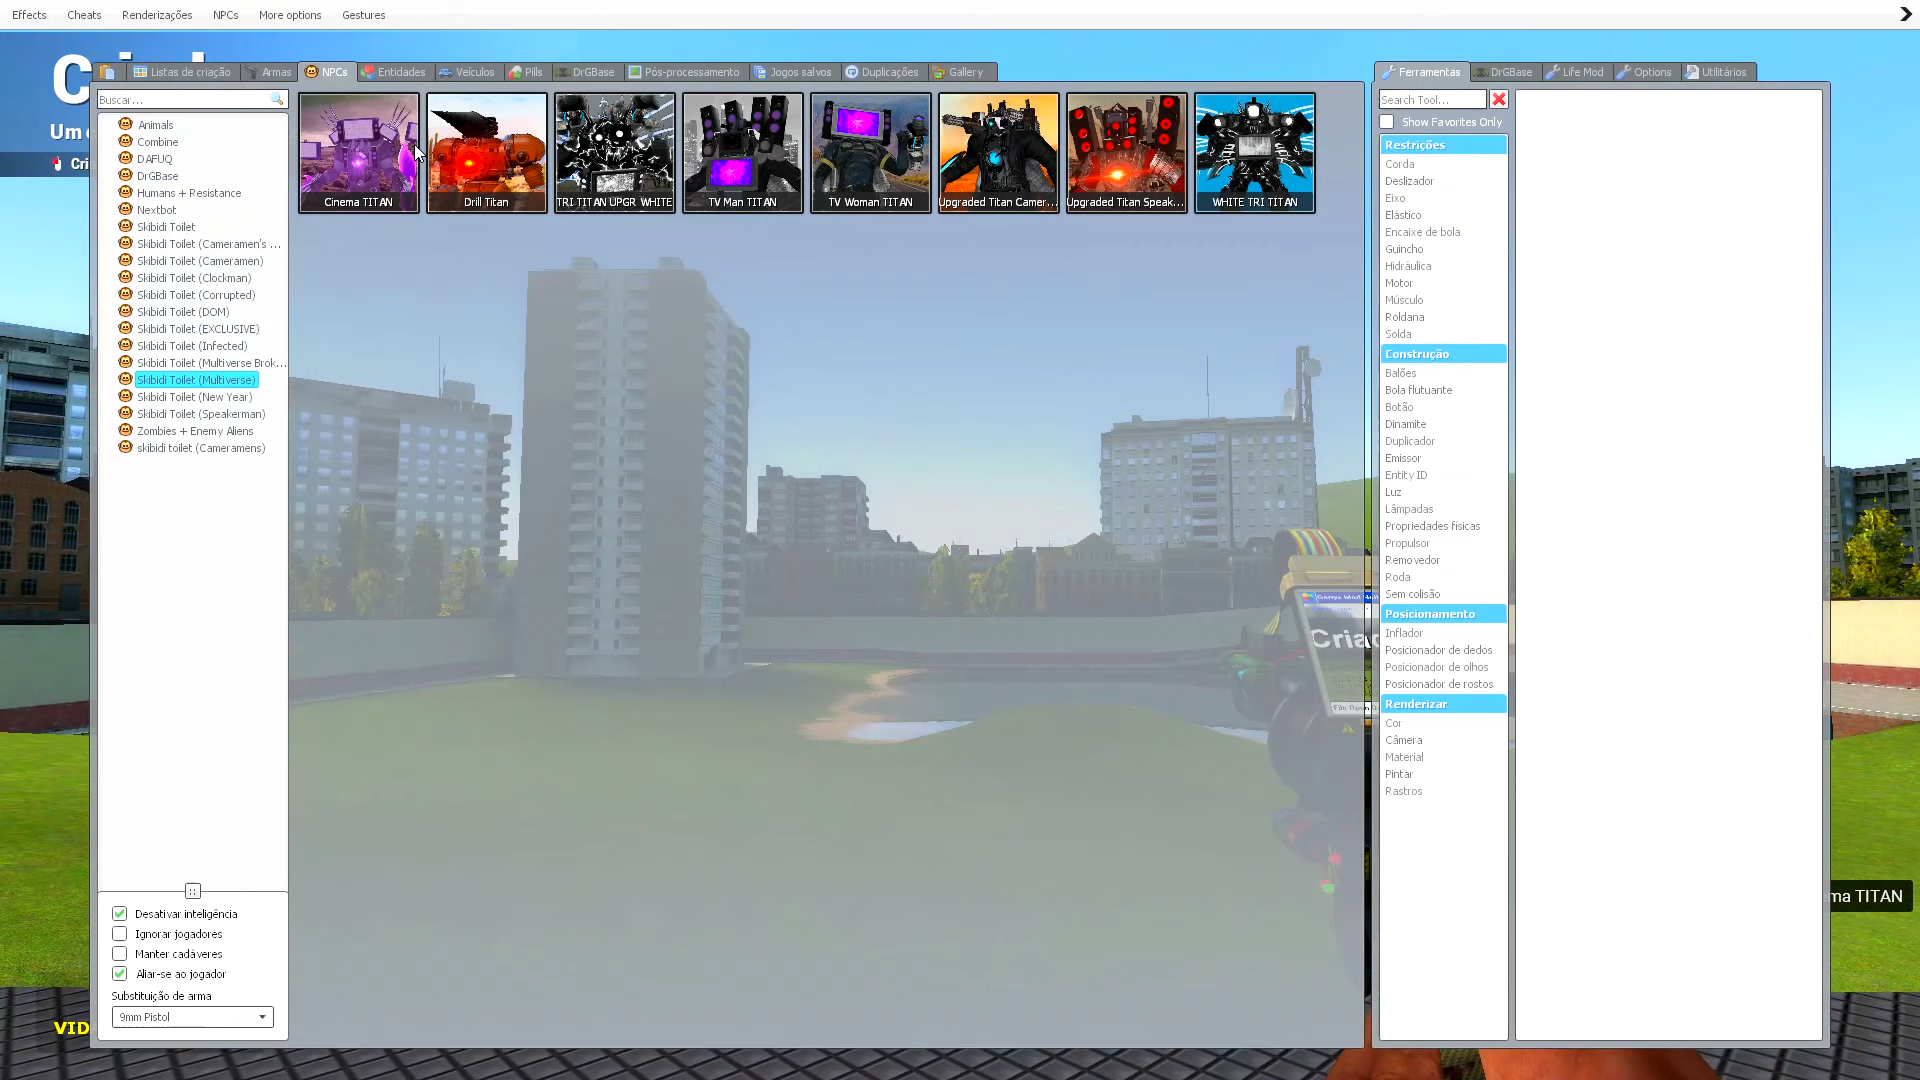 Effects Cheats Renderizações NPCs More options Gestures
Listas de criação Armas NPCs Entidades Veículos Pills DrGBase Pós-processamento Jogos salvos Duplicações Gallery
Ferramentas DrGBase Life Mod Options Utilitários
Um
Cri
VID
Buscar...
Animals
Combine
DAFUQ
DrGBase
Humans + Resistance
Nextbot
Skibidi Toilet
Skibidi Toilet (Cameramen's ...
Skibidi Toilet (Cameramen)
Skibidi Toilet (Clockman)
Skibidi Toilet (Corrupted)
Skibidi Toilet (DOM)
Skibidi Toilet (EXCLUSIVE)
Skibidi Toilet (Infected)
Skibidi Toilet (Multiverse Brok...
Skibidi Toilet (Multiverse)
Skibidi Toilet (New Year)
Skibidi Toilet (Speakerman)
Zombies + Enemy Aliens
skibidi toilet (Cameramens)
Desativar inteligência
Ignorar jogadores
Manter cadáveres
Aliar-se ao jogador
Substituição de arma
9mm Pistol
Cinema TITAN
Drill Titan
TRI TITAN UPGR WHITE
TV Man TITAN
TV Woman TITAN
Upgraded Titan Camer...
Upgraded Titan Speak...
WHITE TRI TITAN
Search Tool...
Show Favorites Only
Restrições
Corda
Deslizador
Eixo
Elástico
Encaixe de bola
Guincho
Hidráulica
Motor
Músculo
Roldana
Solda
Construção
Balões
Bola flutuante
Botão
Dinamite
Duplicador
Emissor
Entity ID
Luz
Lâmpadas
Propriedades físicas
Propulsor
Removedor
Roda
Sem colisão
Posicionamento
Inflador
Posicionador de dedos
Posicionador de olhos
Posicionador de rostos
Renderizar
Cor
Câmera
Material
Pintar
Rastros
Criad
ma TITAN